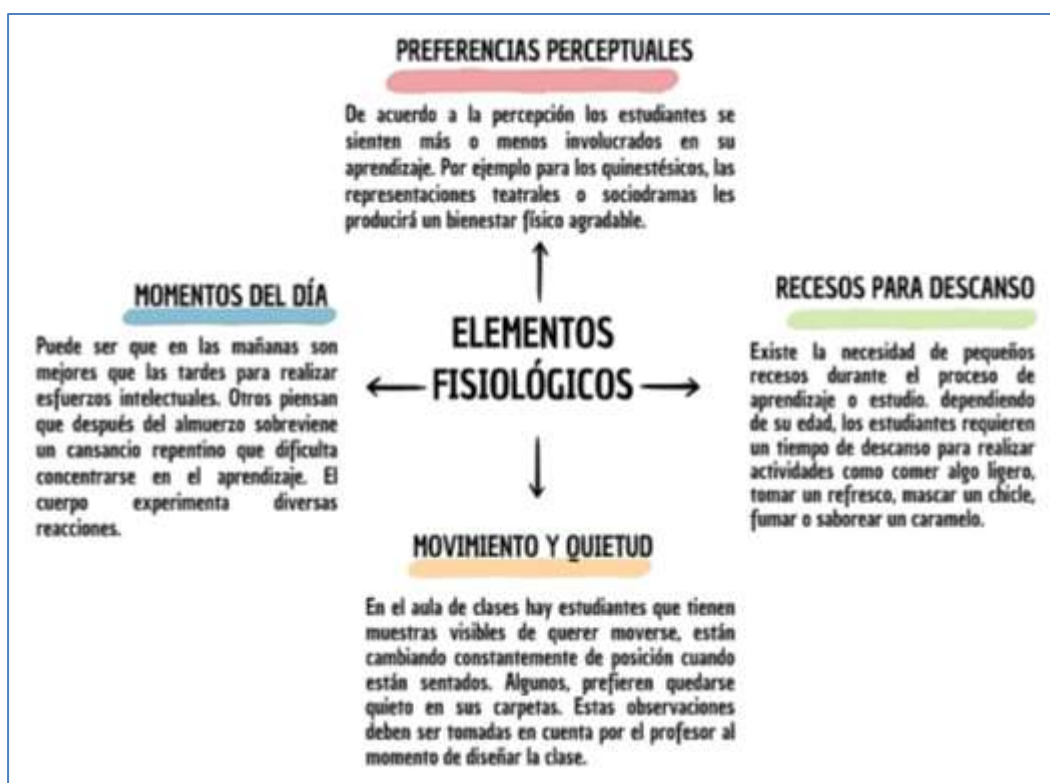 PREFERENCIAS PERCEPTUALES
De acuerdo a la percepción los estudiantes se
sienten más o menos involucrados en su
aprendizaje. Por ejemplo para los quinestésicos, las
representaciones teatrales o sociodramas les
producirá un bienestar físico agradable.
MOMENTOS DEL DÍA
Puede ser que en las mañanas son
mejores que las tardes para realizar
esfuerzos intelectuales. Otros piensan
que después del almuerzo sobreviene
un cansancio repentino que dificulta
concentrarse en el aprendizaje. El
cuerpo experimenta diversas
reacciones.
ELEMENTOS
FISIOLÓGICOS
RECESOS PARA DESCANSO
Existe la necesidad de pequeños
recesos durante el proceso de
aprendizaje o estudio. dependiendo
de su edad, los estudiantes requieren
un tiempo de descanso para realizar
actividades como comer algo ligero,
tomar un refresco, mascar un chicle,
fumar o saborear un caramelo.
MOVIMIENTO Y QUIETUD
En el aula de clases hay estudiantes que tienen
muestras visibles de querer moverse, están
cambiando constantemente de posición cuando
están sentados. Algunos, prefieren quedarse
quieto en sus carpetas. Estas observaciones
deben ser tomadas en cuenta por el profesor al
momento de diseñar la clase.